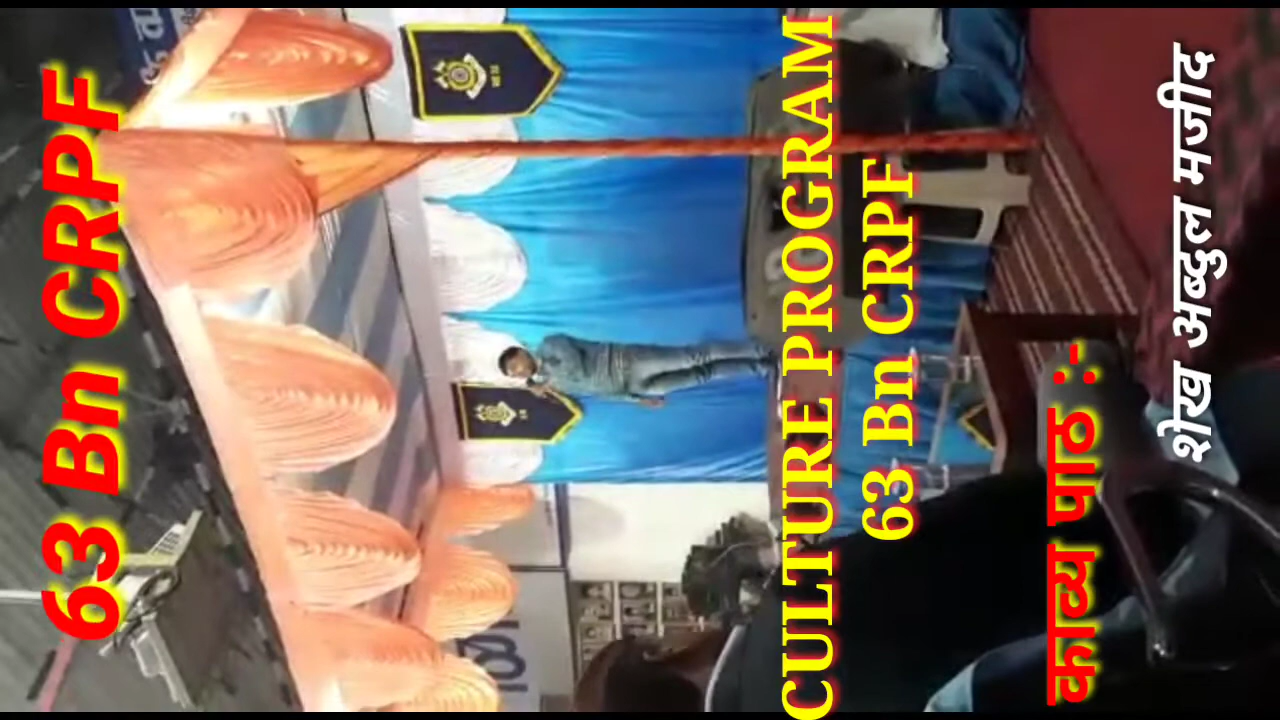 63 Bn CRPF
CULTURE PROGRAM
63 Bn CRPF
काव्य पाठ :-
शेख अब्दुल मजीद